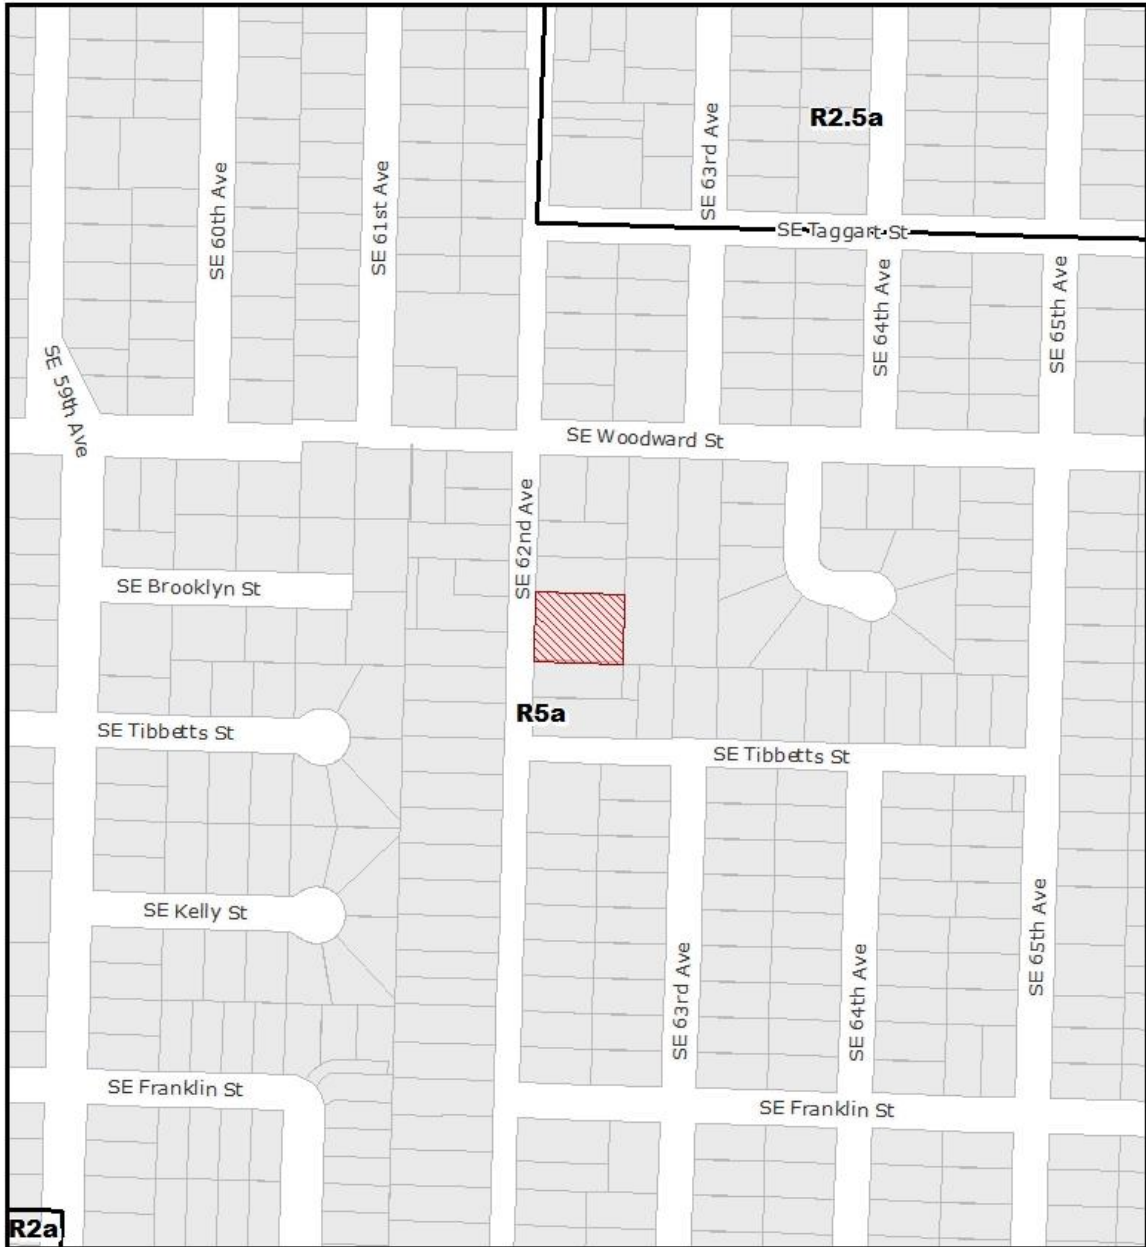 R2.5a
SE 63rd Ave
SE 60th Ave
SE 61st Ave
SE Taggart St
SE 64th Ave
SE 65th Ave
SE 59th Ave
SE Woodward St
SE 62nd Ave
SE Brooklyn St
R5a
SE Tibbetts St
SE Tibbetts St
SE Kelly St
SE 65th Ave
SE 63rd Ave
SE 64th Ave
SE Franklin St
SE Franklin St
R2a